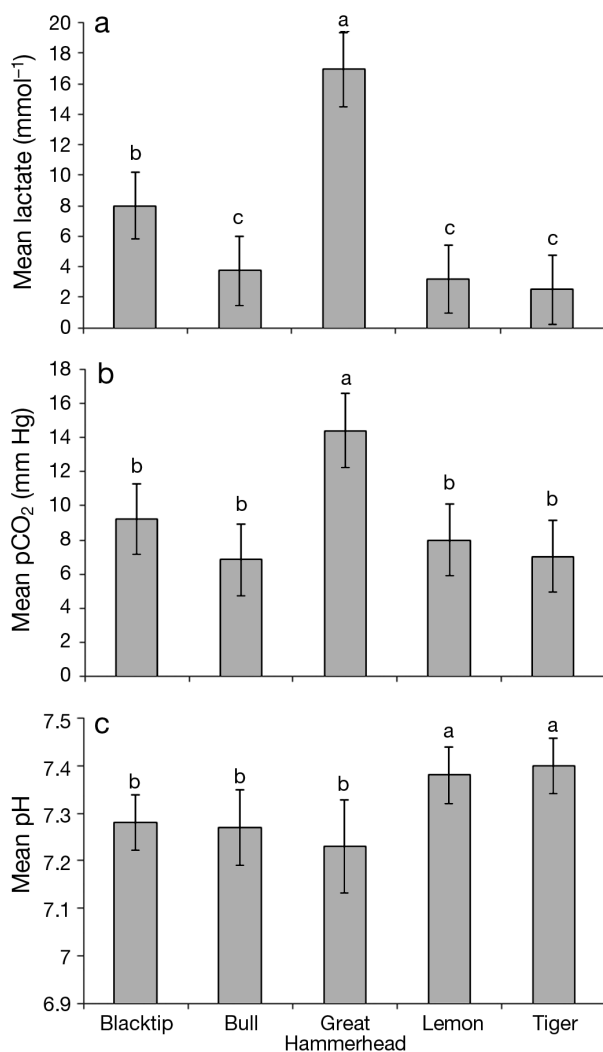 a
Mean lactate (mmol⁻¹)
20
18
16
14
12
10
8
6
4
2
0
b
c
a
c
c
b
Mean pCO₂ (mm Hg)
18
16
14
12
10
8
6
4
2
0
b
b
a
b
b
c
Mean pH
7.5
7.4
7.3
7.2
7.1
7
6.9
b
b
b
a
a
Blacktip
Bull
Great
Hammerhead
Lemon
Tiger